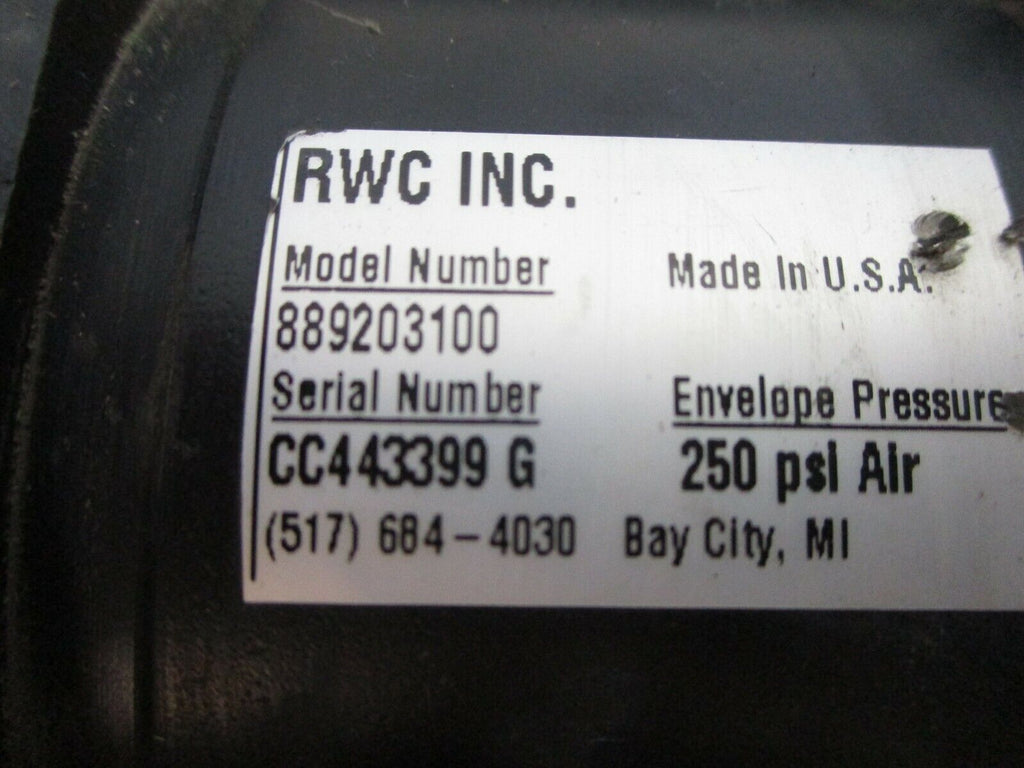 RWC INC.
Model Number Made In U.S.A.
889203100
Serial Number Envelope Pressure
CC443399 G 250 psi Air
(517) 684-4030 Bay City, MI